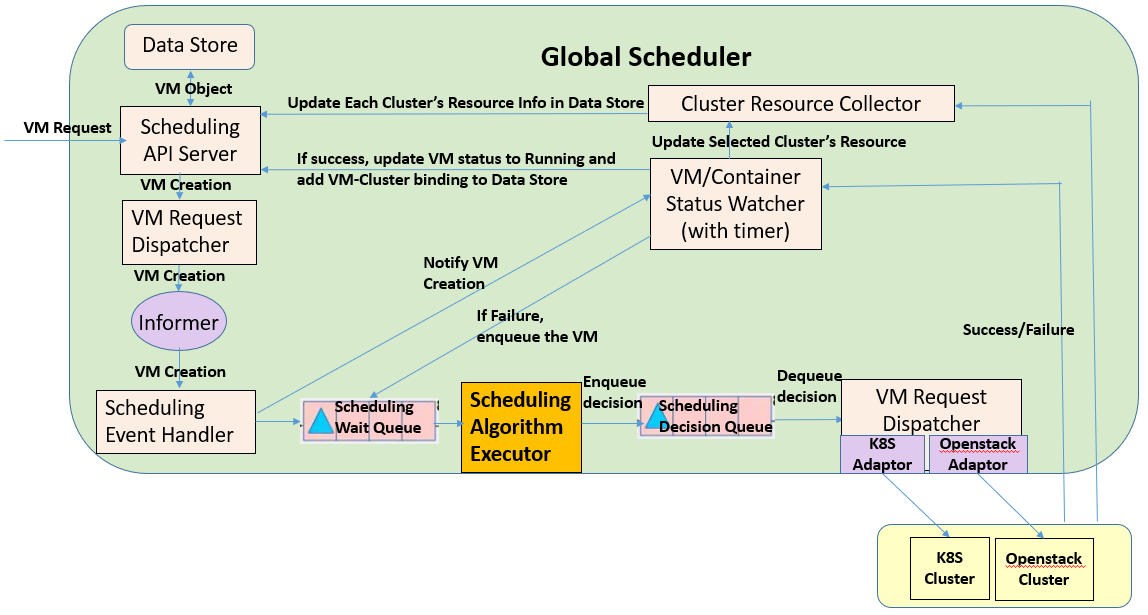 Data Store
Global Scheduler
VM Object
Update Each Cluster's Resource Info in Data Store
Cluster Resource Collector
VM Request
Scheduling
API Server
Update Selected Cluster's Resource
If success, update VM status to Running and
add VM-Cluster binding to Data Store
VM/Container
Status Watcher
(with timer)
VM Creation
VM Request
Dispatcher
VM Creation
Notify VM
Creation
Informer
If Failure,
enqueue the VM
Success/Failure
VM Creation
Scheduling
Event Handler
Scheduling
Wait Queue
Scheduling
Algorithm
Executor
Enqueue
decision
Scheduling
Decision Queue
Dequeue
decision
VM Request
Dispatcher
K8S
Adaptor
Openstack
Adaptor
K8S
Cluster
Openstack
Cluster